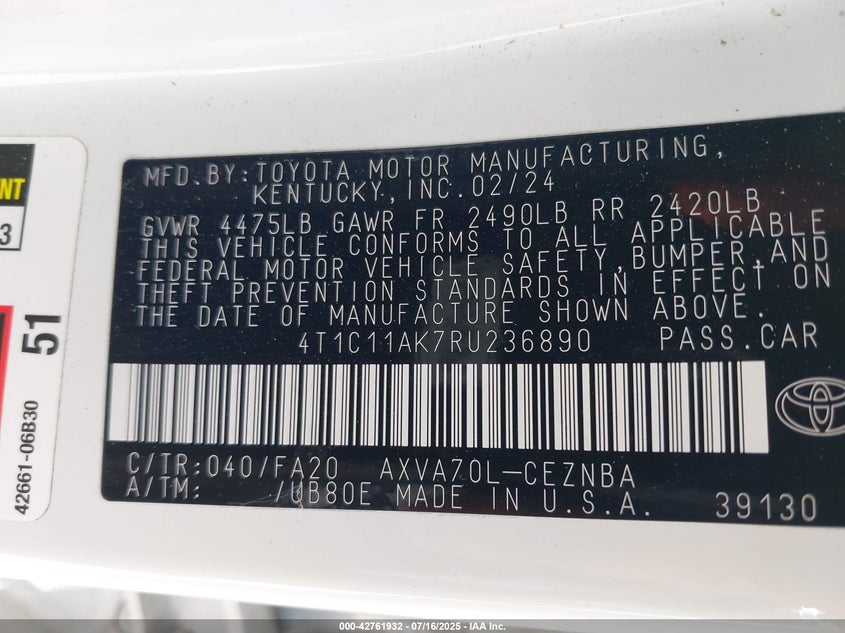 NT
3
51
42661-06B30
MFD.BY: TOYOTA MOTOR MANUFACTURING,
KENTUCKY, INC. 02/24
GVWR 4475LB GAWR FR 2490LB RR 2420LB
THIS VEHICLE CONFORMS TO ALL APPLICABLE
FEDERAL MOTOR VEHICLE SAFETY, BUMPER, AND
THEFT PREVENTION STANDARDS IN EFFECT ON
THE DATE OF MANUFACTURE SHOWN ABOVE.
4T1C11AK7RU236890 PASS.CAR
C/TR: 040/FA20 AXVA70L-CEZNBA
A/TM: /UB80E MADE IN U.S.A. 39130
000-42761932 - 07/16/2025 - IAA Inc.